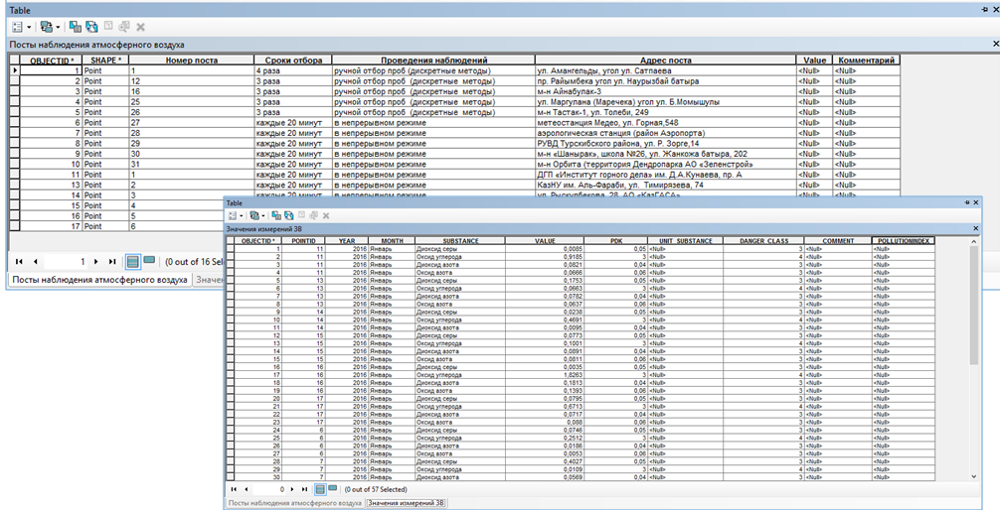 Table
Посты наблюдения атмосферного воздуха
OBJECTID * SHAPE * Номер поста Сроки отбора Проведения наблюдений Адрес поста Value Комментарий
1 Point 1 4 раза ручной отбор проб (дискретные методы) ул. Амангельды, угол ул. Сатпаева <Null> <Null>
2 Point 12 3 раза ручной отбор проб (дискретные методы) пр. Райымбека угол ул. Наурызбай батыра <Null> <Null>
3 Point 16 3 раза ручной отбор проб (дискретные методы) м-н Айнабулак-3 <Null> <Null>
4 Point 25 3 раза ручной отбор проб (дискретные методы) ул. Маргулана (Маречека) угол ул. Б.Момышулы <Null> <Null>
5 Point 26 3 раза ручной отбор проб (дискретные методы) м-н Тастак-1, ул. Толеби, 249 <Null> <Null>
6 Point 27 каждые 20 минут в непрерывном режиме метеостанция Медео, ул. Горная,548 <Null> <Null>
7 Point 28 каждые 20 минут в непрерывном режиме аэрологическая станция (район Аэропорта) <Null> <Null>
8 Point 29 каждые 20 минут в непрерывном режиме РУВД Турскибского района, ул. Р. Зорге,14 <Null> <Null>
9 Point 30 каждые 20 минут в непрерывном режиме м-н «Шанырак», школа №26, ул. Жанкожа батыра, 202 <Null> <Null>
10 Point 31 каждые 20 минут в непрерывном режиме м-н Орбита (территория Дендропарка АО «Зеленстрой» <Null> <Null>
11 Point 1 каждые 20 минут в непрерывном режиме ДГП «Институт горного дела» им. Д.А.Кунаева, пр. А <Null> <Null>
13 Point 2 каждые 20 минут в непрерывном режиме КазНУ им. Аль-Фараби, ул. Тимирязева, 74 <Null> <Null>
14 Point 3 каждые 20 минут в непрерывном режиме ул. Рыскулбекова, 28, АО «КазГАСА» <Null> <Null>
15 Point 4
16 Point 5
17 Point 6
1 (0 out of 16 Sel
Посты наблюдения атмосферного воздуха Значен
Table
Значения измерений ЗВ
OBJECTID * POINTID YEAR MONTH SUBSTANCE VALUE PDK UNIT_SUBSTANCE DANGER_CLASS COMMENT POLLUTIONINDEX
1 11 2016 Январь Диоксид серы 0,0085 0,05 <Null> 3 <Null> <Null>
2 11 2016 Январь Оксид углерода 0,9185 3 <Null> 4 <Null> <Null>
3 11 2016 Январь Диоксид азота 0,0821 0,04 <Null> 3 <Null> <Null>
4 11 2016 Январь Оксид азота 0,0666 0,06 <Null> 3 <Null> <Null>
5 13 2016 Январь Диоксид серы 0,1753 0,05 <Null> 3 <Null> <Null>
6 13 2016 Январь Оксид углерода 0,0663 3 <Null> 4 <Null> <Null>
7 13 2016 Январь Диоксид азота 0,0782 0,04 <Null> 3 <Null> <Null>
8 13 2016 Январь Оксид азота 0,0637 0,06 <Null> 3 <Null> <Null>
9 14 2016 Январь Диоксид серы 0,0238 0,05 <Null> 3 <Null> <Null>
10 14 2016 Январь Оксид углерода 0,4691 3 <Null> 4 <Null> <Null>
11 14 2016 Январь Диоксид азота 0,0095 0,04 <Null> 3 <Null> <Null>
12 15 2016 Январь Диоксид серы 0,0773 0,05 <Null> 3 <Null> <Null>
13 15 2016 Январь Оксид углерода 0,1001 3 <Null> 4 <Null> <Null>
14 15 2016 Январь Диоксид азота 0,0891 0,04 <Null> 3 <Null> <Null>
15 15 2016 Январь Оксид азота 0,0811 0,06 <Null> 3 <Null> <Null>
16 16 2016 Январь Диоксид серы 0,0035 0,05 <Null> 3 <Null> <Null>
17 16 2016 Январь Оксид углерода 1,8263 3 <Null> 4 <Null> <Null>
18 16 2016 Январь Диоксид азота 0,1813 0,04 <Null> 3 <Null> <Null>
19 16 2016 Январь Оксид азота 0,1393 0,06 <Null> 3 <Null> <Null>
20 17 2016 Январь Диоксид серы 0,0795 0,05 <Null> 3 <Null> <Null>
21 17 2016 Январь Оксид углерода 0,6713 3 <Null> 4 <Null> <Null>
22 17 2016 Январь Диоксид азота 0,0717 0,04 <Null> 3 <Null> <Null>
23 17 2016 Январь Оксид азота 0,088 0,06 <Null> 3 <Null> <Null>
24 6 2016 Январь Диоксид серы 0,0746 0,05 <Null> 3 <Null> <Null>
25 6 2016 Январь Оксид углерода 0,2512 3 <Null> 4 <Null> <Null>
26 6 2016 Январь Диоксид азота 0,0186 0,04 <Null> 3 <Null> <Null>
27 6 2016 Январь Оксид азота 0,0053 0,06 <Null> 3 <Null> <Null>
28 7 2016 Январь Диоксид серы 0,4027 0,05 <Null> 3 <Null> <Null>
29 7 2016 Январь Оксид углерода 0,0109 3 <Null> 4 <Null> <Null>
30 7 2016 Январь Диоксид азота 0,0569 0,04 <Null> 3 <Null> <Null>
0 (0 out of 57 Selected)
Посты наблюдения атмосферного воздуха Значения измерений ЗВ